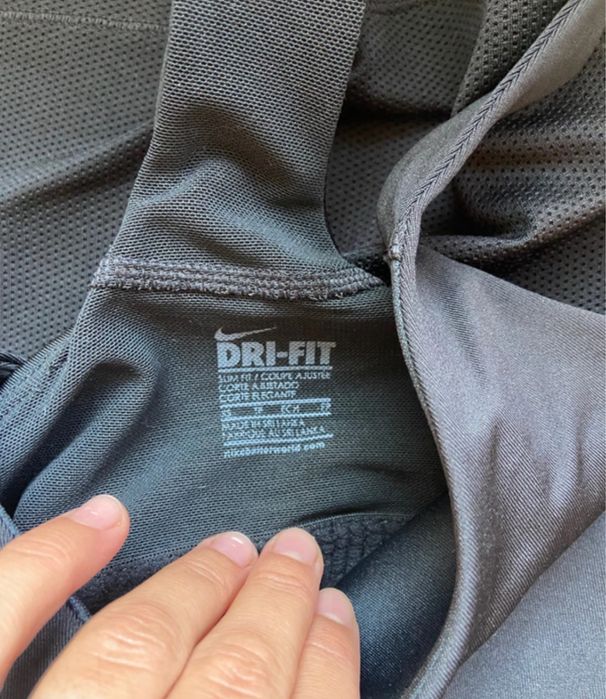 DRI-FIT
SLIM FIT / COUPE AJUSTÉE
CORTE AJUSTADO
CORTE ELEGANTE
MADE IN SRI LANKA
FABRIQUÉ AU SRI LANKA
nikebetterworld.com